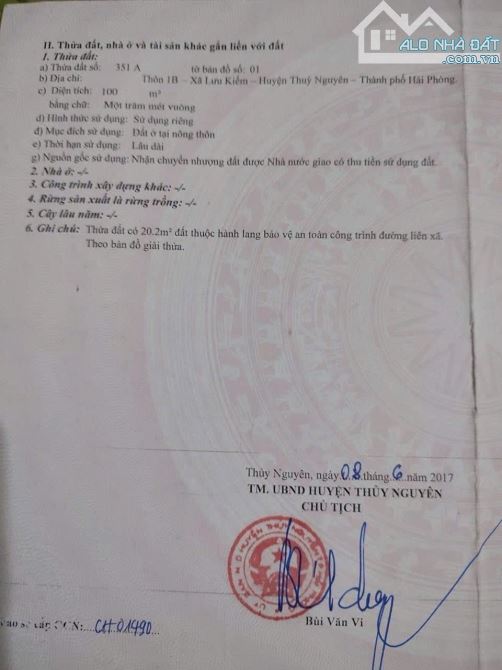 ALO NHÀ ĐẤT
.com.vn
II. Thửa đất, nhà ở và tài sản khác gắn liền với đất
1. Thửa đất:
a) Thửa đất số: 351 A tờ bản đồ số: 01
b) Địa chỉ: Thôn 1B – Xã Lưu Kiếm – Huyện Thuỷ Nguyên – Thành phố Hải Phòng.
c) Diện tích: 100 m²
bằng chữ: Một trăm mét vuông
d) Hình thức sử dụng: Sử dụng riêng
đ) Mục đích sử dụng: Đất ở tại nông thôn
e) Thời hạn sử dụng: Lâu dài
g) Nguồn gốc sử dụng: Nhận chuyển nhượng đất được Nhà nước giao có thu tiền sử dụng đất.
2. Nhà ở: -/-
3. Công trình xây dựng khác: -/-
4. Rừng sản xuất là rừng trồng: -/-
5. Cây lâu năm: -/-
6. Ghi chú: Thửa đất có 20.2m² đất thuộc hành lang bảo vệ an toàn công trình đường liên xã.
Theo bản đồ giải thửa.
Thủy Nguyên, ngày 08 tháng 6 năm 2017
TM. UBND HUYỆN THỦY NGUYÊN
CHỦ TỊCH
Bùi Văn Vi
vào sổ cấp GCN: CH.01490